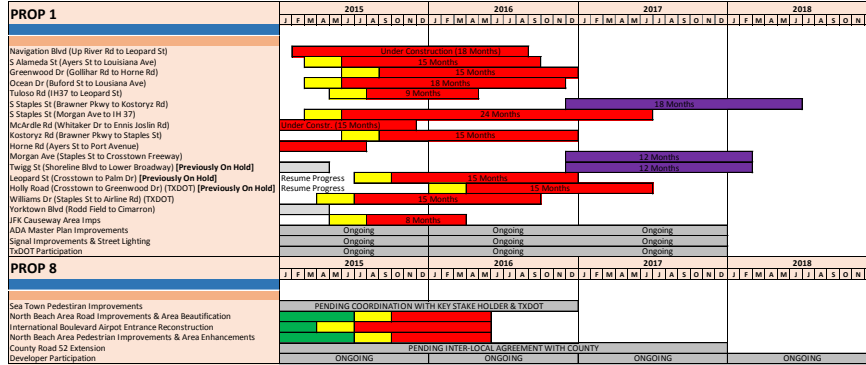 PROP 1
2015 2016 2017 2018
J F M A M J J A S O N D J F M A M J J A S O N D J F M A M J J A S O N D J F M A M J J A S O N D
Navigation Blvd (Up River Rd to Leopard St) Under Construction (18 Months)
S Alameda St (Ayers St to Louisiana Ave) 15 Months
Greenwood Dr (Gollihar Rd to Horne Rd) 15 Months
Ocean Dr (Buford St to Lousiana Ave) 18 Months
Tuloso Rd (IH37 to Leopard St) 9 Months
S Staples St (Brawner Pkwy to Kostoryz Rd) 18 Months
S Staples St (Morgan Ave to IH 37) 24 Months
McArdle Rd (Whitaker Dr to Ennis Joslin Rd) Under Constr. (15 Months)
Kostoryz Rd (Brawner Pkwy to Staples St) 15 Months
Horne Rd (Ayers St to Port Avenue)
Morgan Ave (Staples St to Crosstown Freeway) 12 Months
Twigg St (Shoreline Blvd to Lower Broadway) [Previously On Hold] 12 Months
Leopard St (Crosstown to Palm Dr) [Previously On Hold] Resume Progress 15 Months
Holly Road (Crosstown to Greenwood Dr) (TXDOT) [Previously On Hold] Resume Progress 15 Months
Williams Dr (Staples St to Airline Rd) (TXDOT) 15 Months
Yorktown Blvd (Rodd Field to Cimarron)
JFK Causeway Area Imps 8 Months
ADA Master Plan Improvements Ongoing Ongoing Ongoing
Signal Improvements & Street Lighting Ongoing Ongoing Ongoing
TxDOT Participation Ongoing Ongoing Ongoing
PROP 8
2015 2016 2017 2018
J F M A M J J A S O N D J F M A M J J A S O N D J F M A M J J A S O N D J F M A M J J A S O N D
Sea Town Pedestiran Improvements PENDING COORDINATION WITH KEY STAKE HOLDER & TXDOT
North Beach Area Road Improvements & Area Beautification
International Boulevard Airpot Entrance Reconstruction
North Beach Area Pedestrian Improvements & Area Enhancements
County Road 52 Extension PENDING INTER-LOCAL AGREEMENT WITH COUNTY
Developer Participation ONGOING ONGOING ONGOING ONGOING